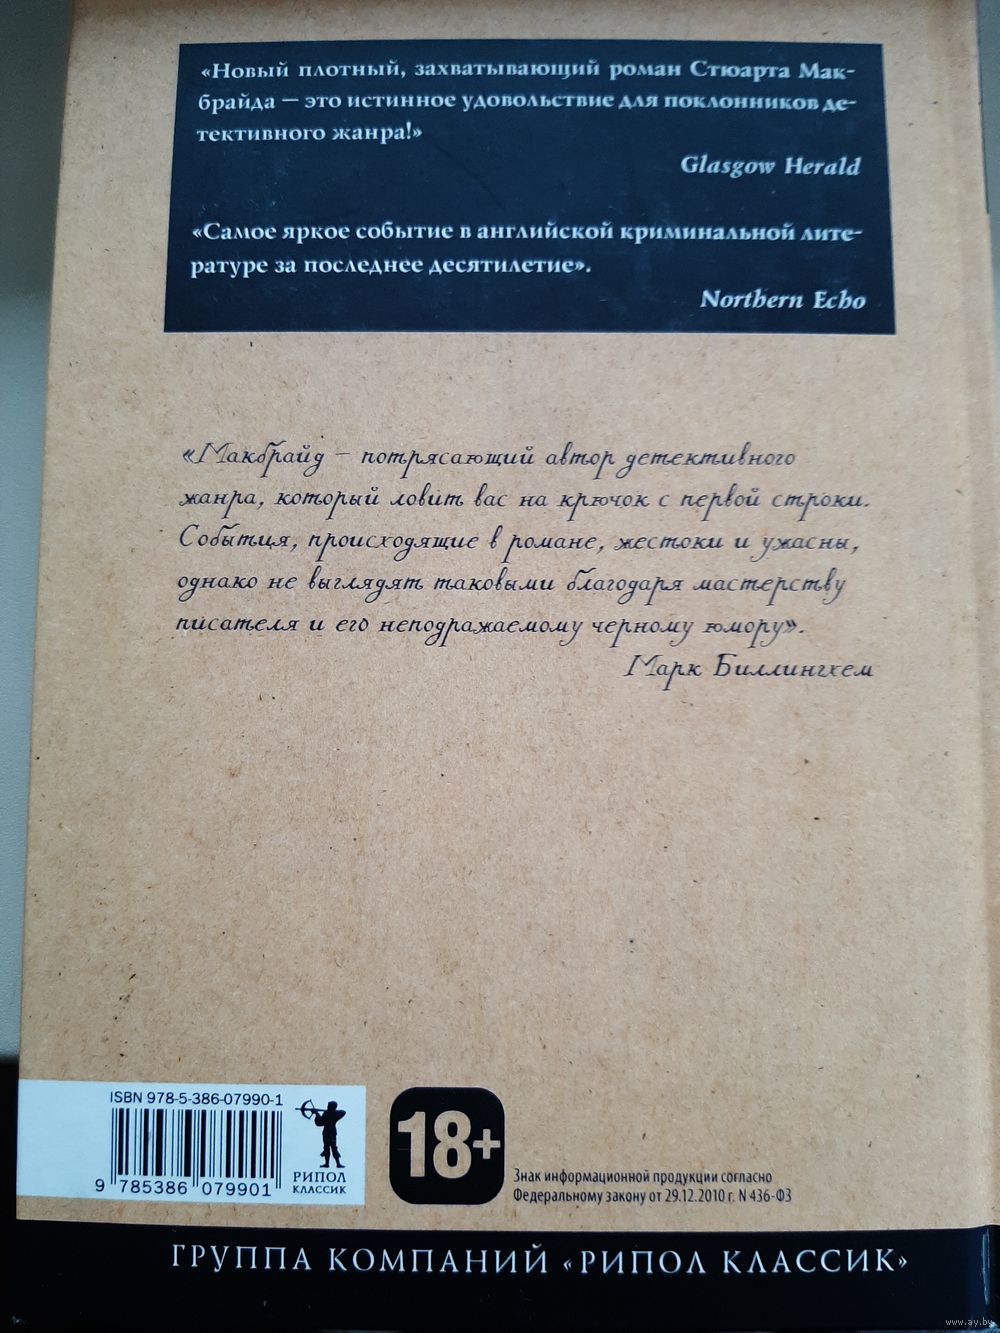 «Новый плотный, захватывающий роман Стюарта Мак-
брайда — это истинное удовольствие для поклонников де-
тективного жанра!»
Glasgow Herald
«Самое яркое событие в английской криминальной лите-
ратуре за последнее десятилетие».
Northern Echo
«Макбрайд – потрясающий автор детективного
жанра, который ловит вас на крючок с первой строки.
События, происходящие в романе, жестоки и ужасны,
однако не выглядят таковыми благодаря мастерству
писателя и его неподражаемому черному юмору».
Марк Биллингхем
ISBN 978-5-386-07990-1
9 785386 079901
РИПОЛ
КЛАССИК
18+
Знак информационной продукции согласно
Федеральному закону от 29.12.2010 г. N 436-ФЗ
ГРУППА КОМПАНИЙ «РИПОЛ КЛАССИК»
www.ay.by